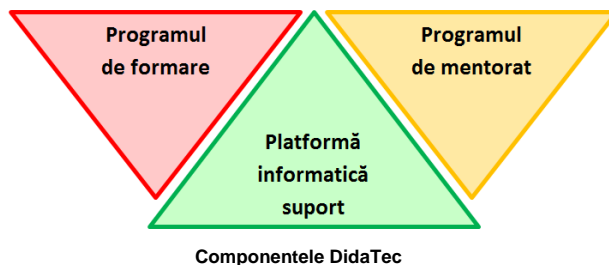 Programul
de formare
Programul
de mentorat
Platformă
informatică
suport
Componentele DidaTec